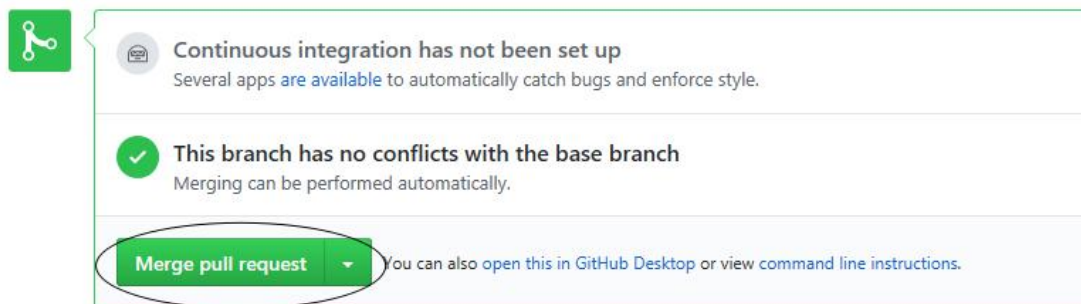 Continuous integration has not been set up
Several apps are available to automatically catch bugs and enforce style.
This branch has no conflicts with the base branch
Merging can be performed automatically.
Merge pull request You can also open this in GitHub Desktop or view command line instructions.